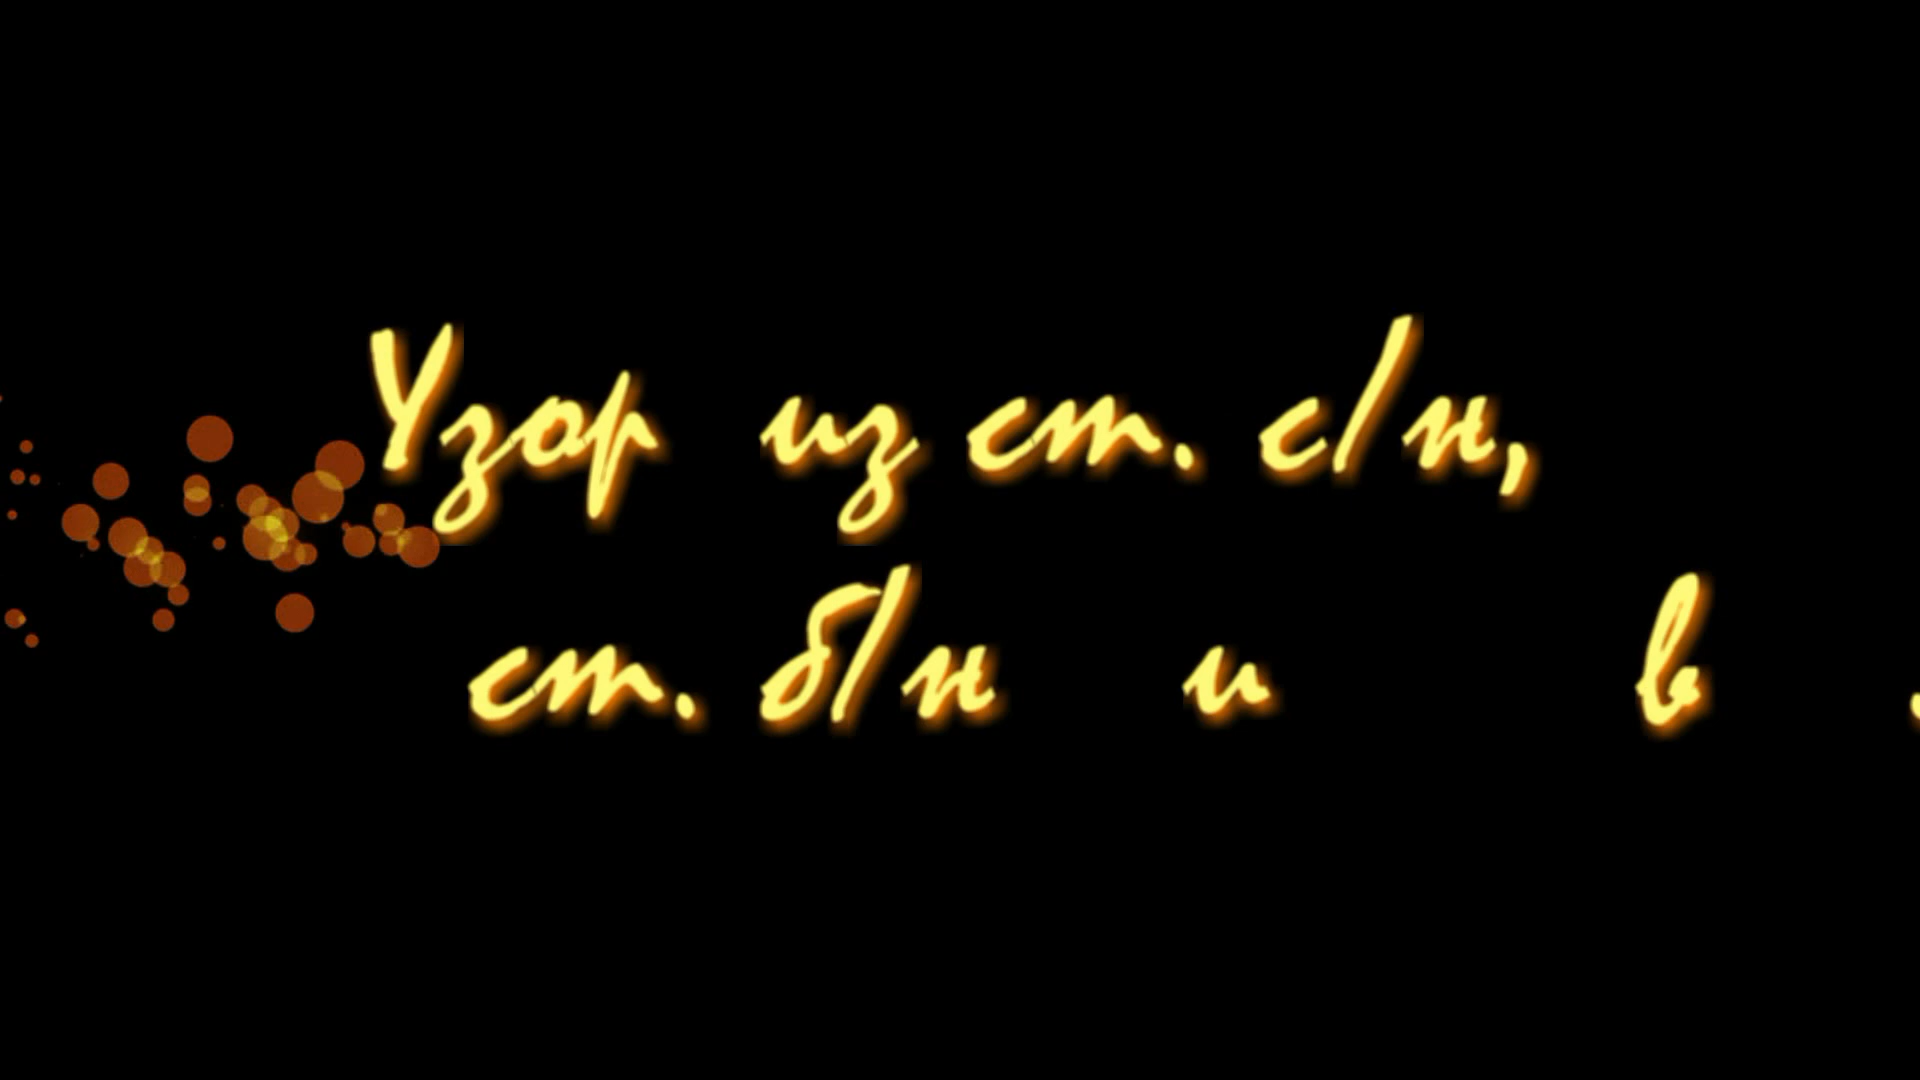 Узор из ст. с/н,
ст. б/н и в .